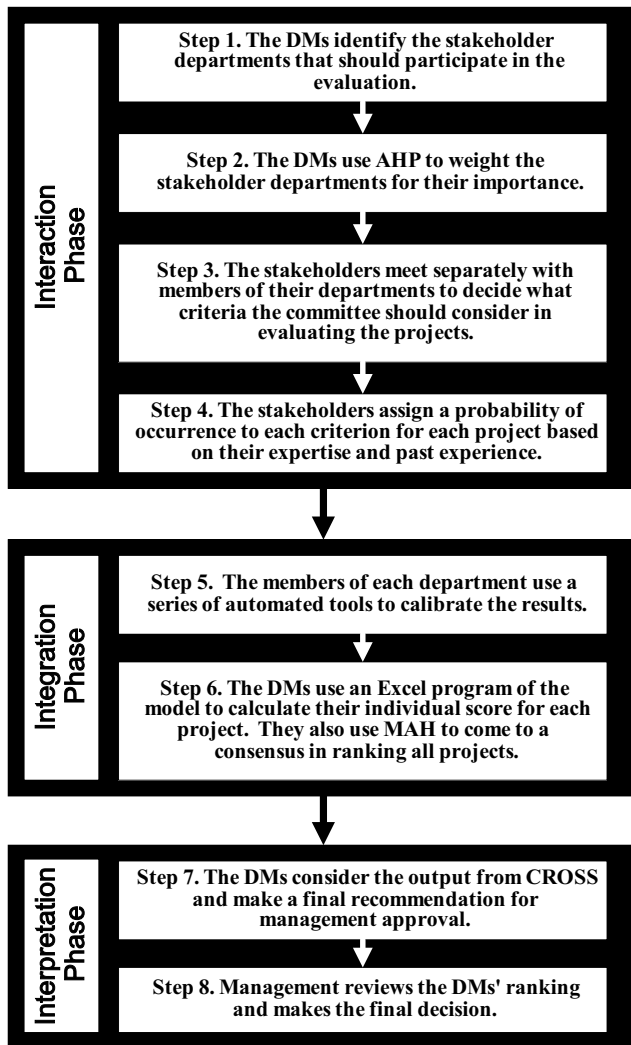 Interaction
Phase
Step 1. The DMs identify the stakeholder
departments that should participate in the
evaluation.
Step 2. The DMs use AHP to weight the
stakeholder departments for their importance.
Step 3. The stakeholders meet separately with
members of their departments to decide what
criteria the committee should consider in
evaluating the projects.
Step 4. The stakeholders assign a probability of
occurrence to each criterion for each project based
on their expertise and past experience.
Integration
Phase
Step 5. The members of each department use a
series of automated tools to calibrate the results.
Step 6. The DMs use an Excel program of the
model to calculate their individual score for each
project. They also use MAH to come to a
consensus in ranking all projects.
Interpretation
Phase
Step 7. The DMs consider the output from CROSS
and make a final recommendation for
management approval.
Step 8. Management reviews the DMs' ranking
and makes the final decision.